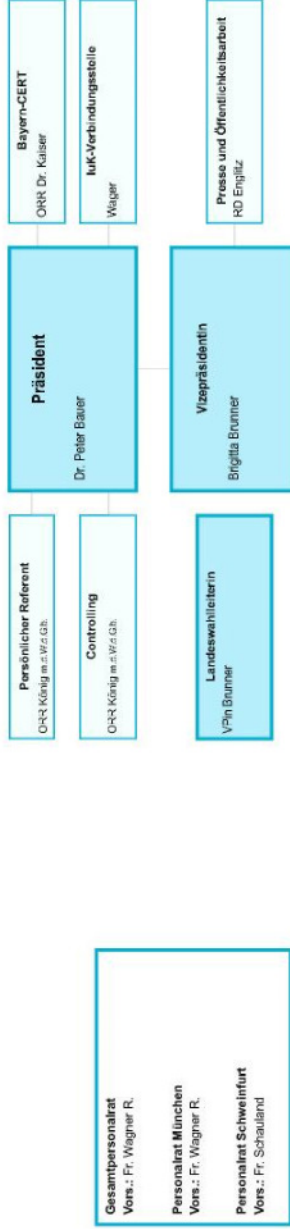 Gesamtpersonalrat
Vors.: Fr. Wagner R.
Personalrat München
Vors.: Fr. Wagner R.
Personalrat Schweinfurt
Vors.: Fr. Schauland
Persönlicher Referent
ORR König m.d.W.d.G.b.
Controlling
ORR König m.d.W.d.G.b.
Landeswahlleiterin
VPin Brunner
Präsident
Dr. Peter Bauer
Vizepräsidentin
Brigitta Brunner
Bayern-CERT
ORR Dr. Kaiser
IuK-Verbindungsstelle
Wager
Presse und Öffentlichkeitsarbeit
RD Englitz